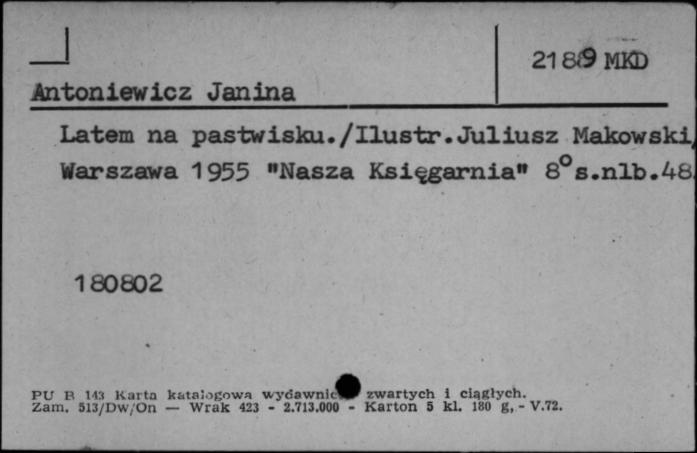 2189 MKD
Antoniewicz Janina
Latem na pastwisku./Ilustr.Juliusz Makowski/
Warszawa 1955 "Nasza Księgarnia" 8° s.nlb.48.
180802
PU B 143 Karta katalogowa zwartych i ciągłych.
Zam. 513/Dw/On — Wrak 423 - 2.713.000 - Karton 5 kl. 180 g, - V.72.